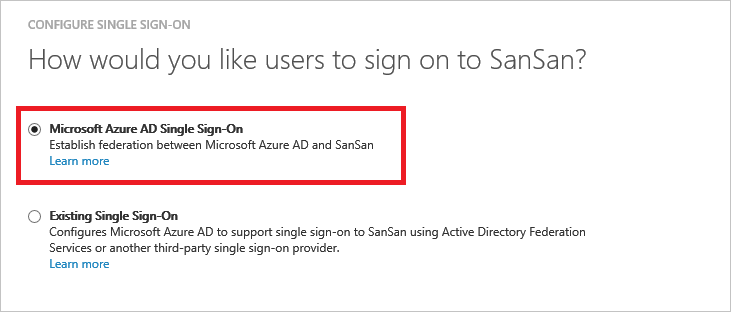 CONFIGURE SINGLE SIGN-ON
How would you like users to sign on to SanSan?
Microsoft Azure AD Single Sign-On
Establish federation between Microsoft Azure AD and SanSan
Learn more
Existing Single Sign-On
Configures Microsoft Azure AD to support single sign-on to SanSan using Active Directory Federation
Services or another third-party single sign-on provider.
Learn more